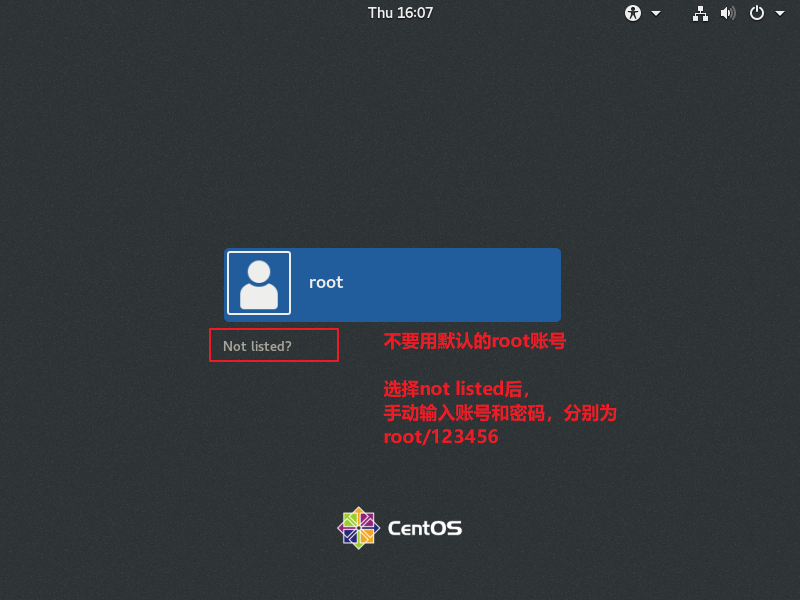 Thu 16:07
root
Not listed?
不要用默认的root账号
选择not listed后，
手动输入账号和密码，分别为
root/123456
CentOS